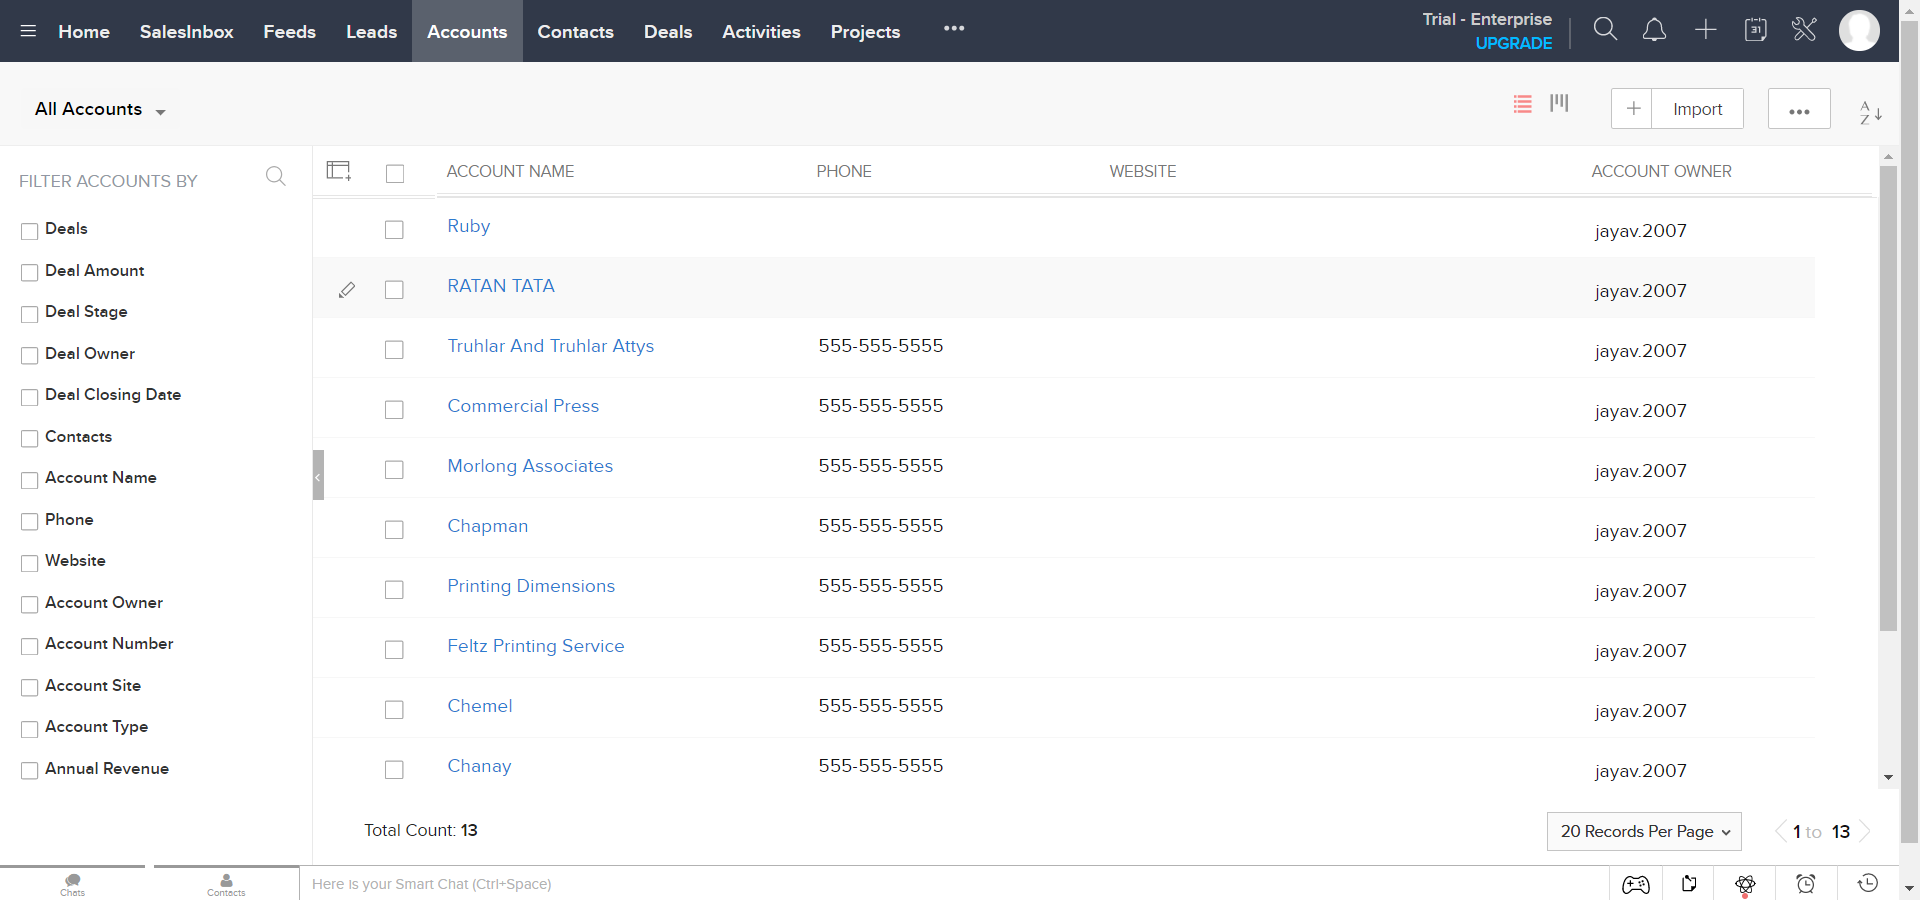 Home SalesInbox Feeds Leads Accounts Contacts Deals Activities Projects ••• Trial - Enterprise
UPGRADE
31
All Accounts
+ Import ••• A Z
FILTER ACCOUNTS BY
Deals
Deal Amount
Deal Stage
Deal Owner
Deal Closing Date
Contacts
Account Name
Phone
Website
Account Owner
Account Number
Account Site
Account Type
Annual Revenue
ACCOUNT NAME PHONE WEBSITE ACCOUNT OWNER
Ruby jayav.2007
RATAN TATA jayav.2007
Truhlar And Truhlar Attys 555-555-5555 jayav.2007
Commercial Press 555-555-5555 jayav.2007
Morlong Associates 555-555-5555 jayav.2007
Chapman 555-555-5555 jayav.2007
Printing Dimensions 555-555-5555 jayav.2007
Feltz Printing Service 555-555-5555 jayav.2007
Chemel 555-555-5555 jayav.2007
Chanay 555-555-5555 jayav.2007
Total Count: 13 20 Records Per Page 1 to 13
Chats Contacts Here is your Smart Chat (Ctrl+Space)